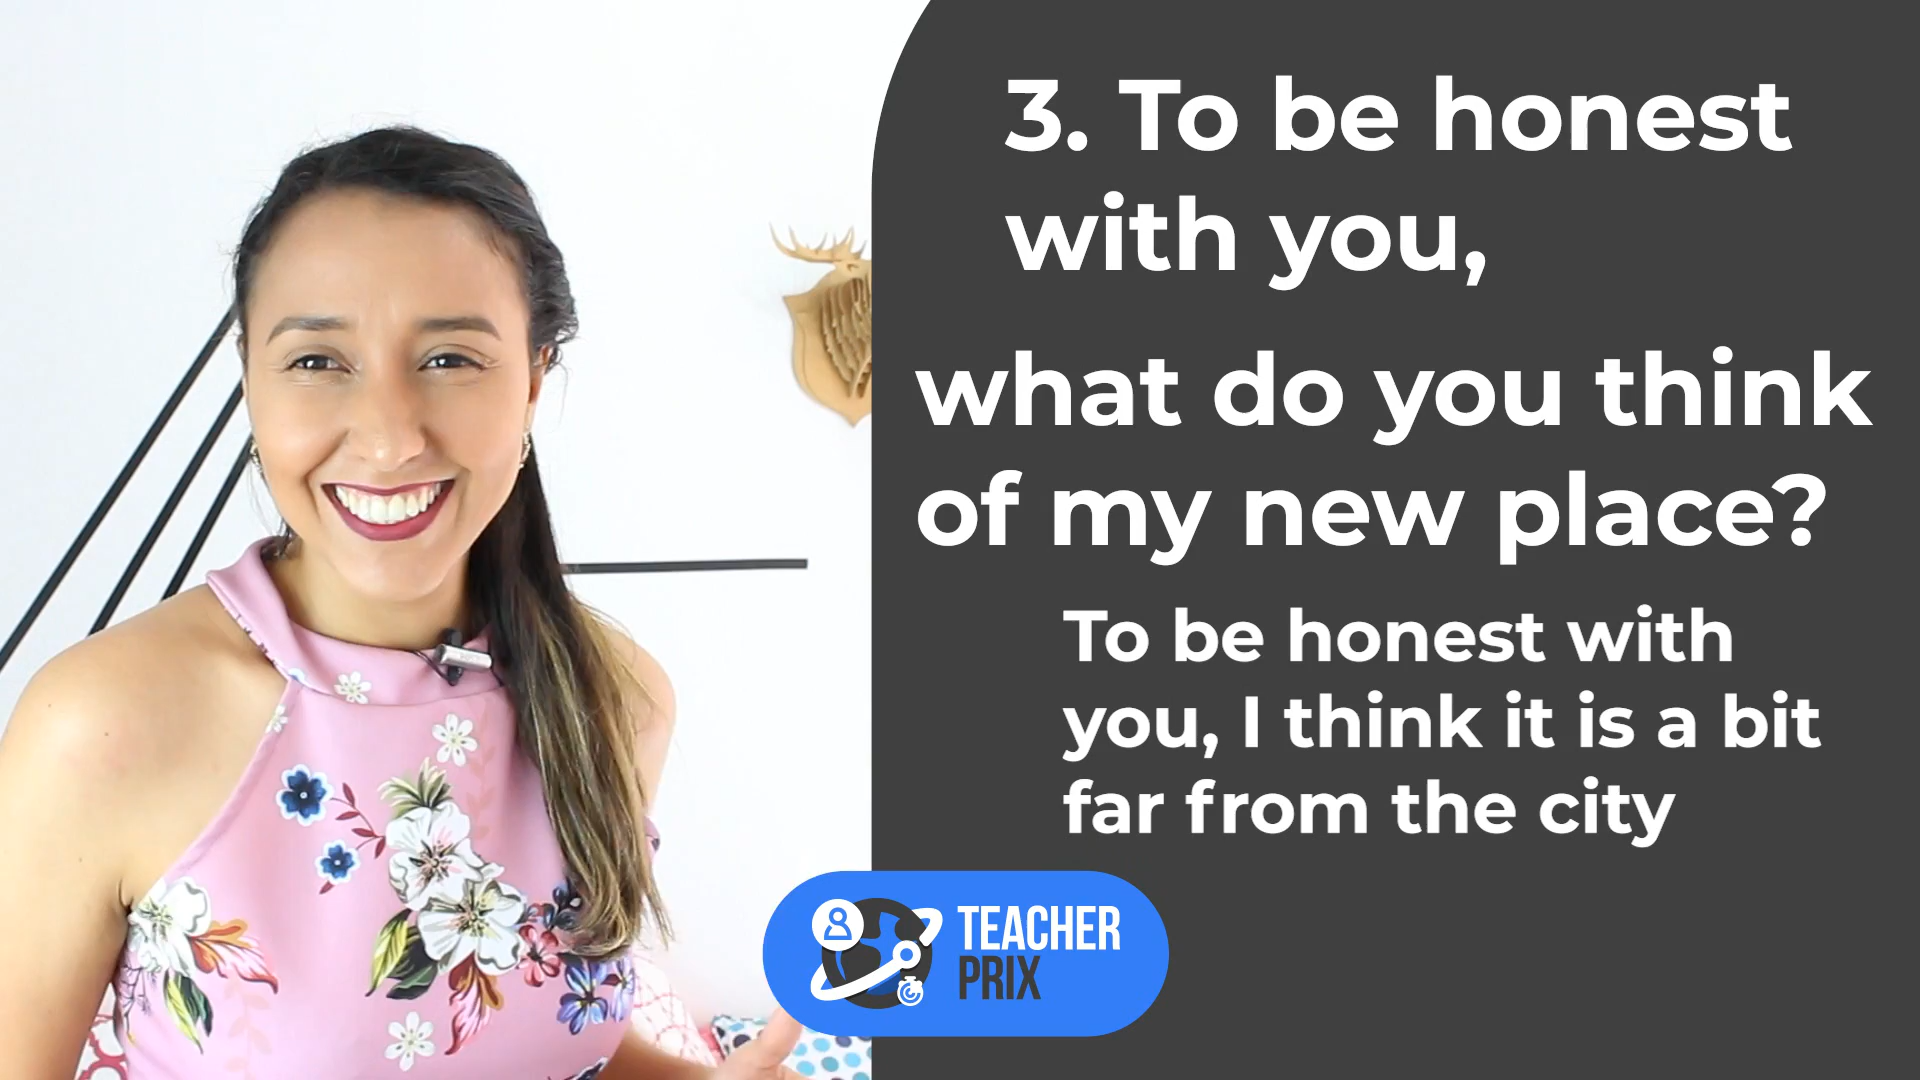 3. To be honest
with you,
what do you think
of my new place?
To be honest with
you, I think it is a bit
far from the city
TEACHER
PRIX